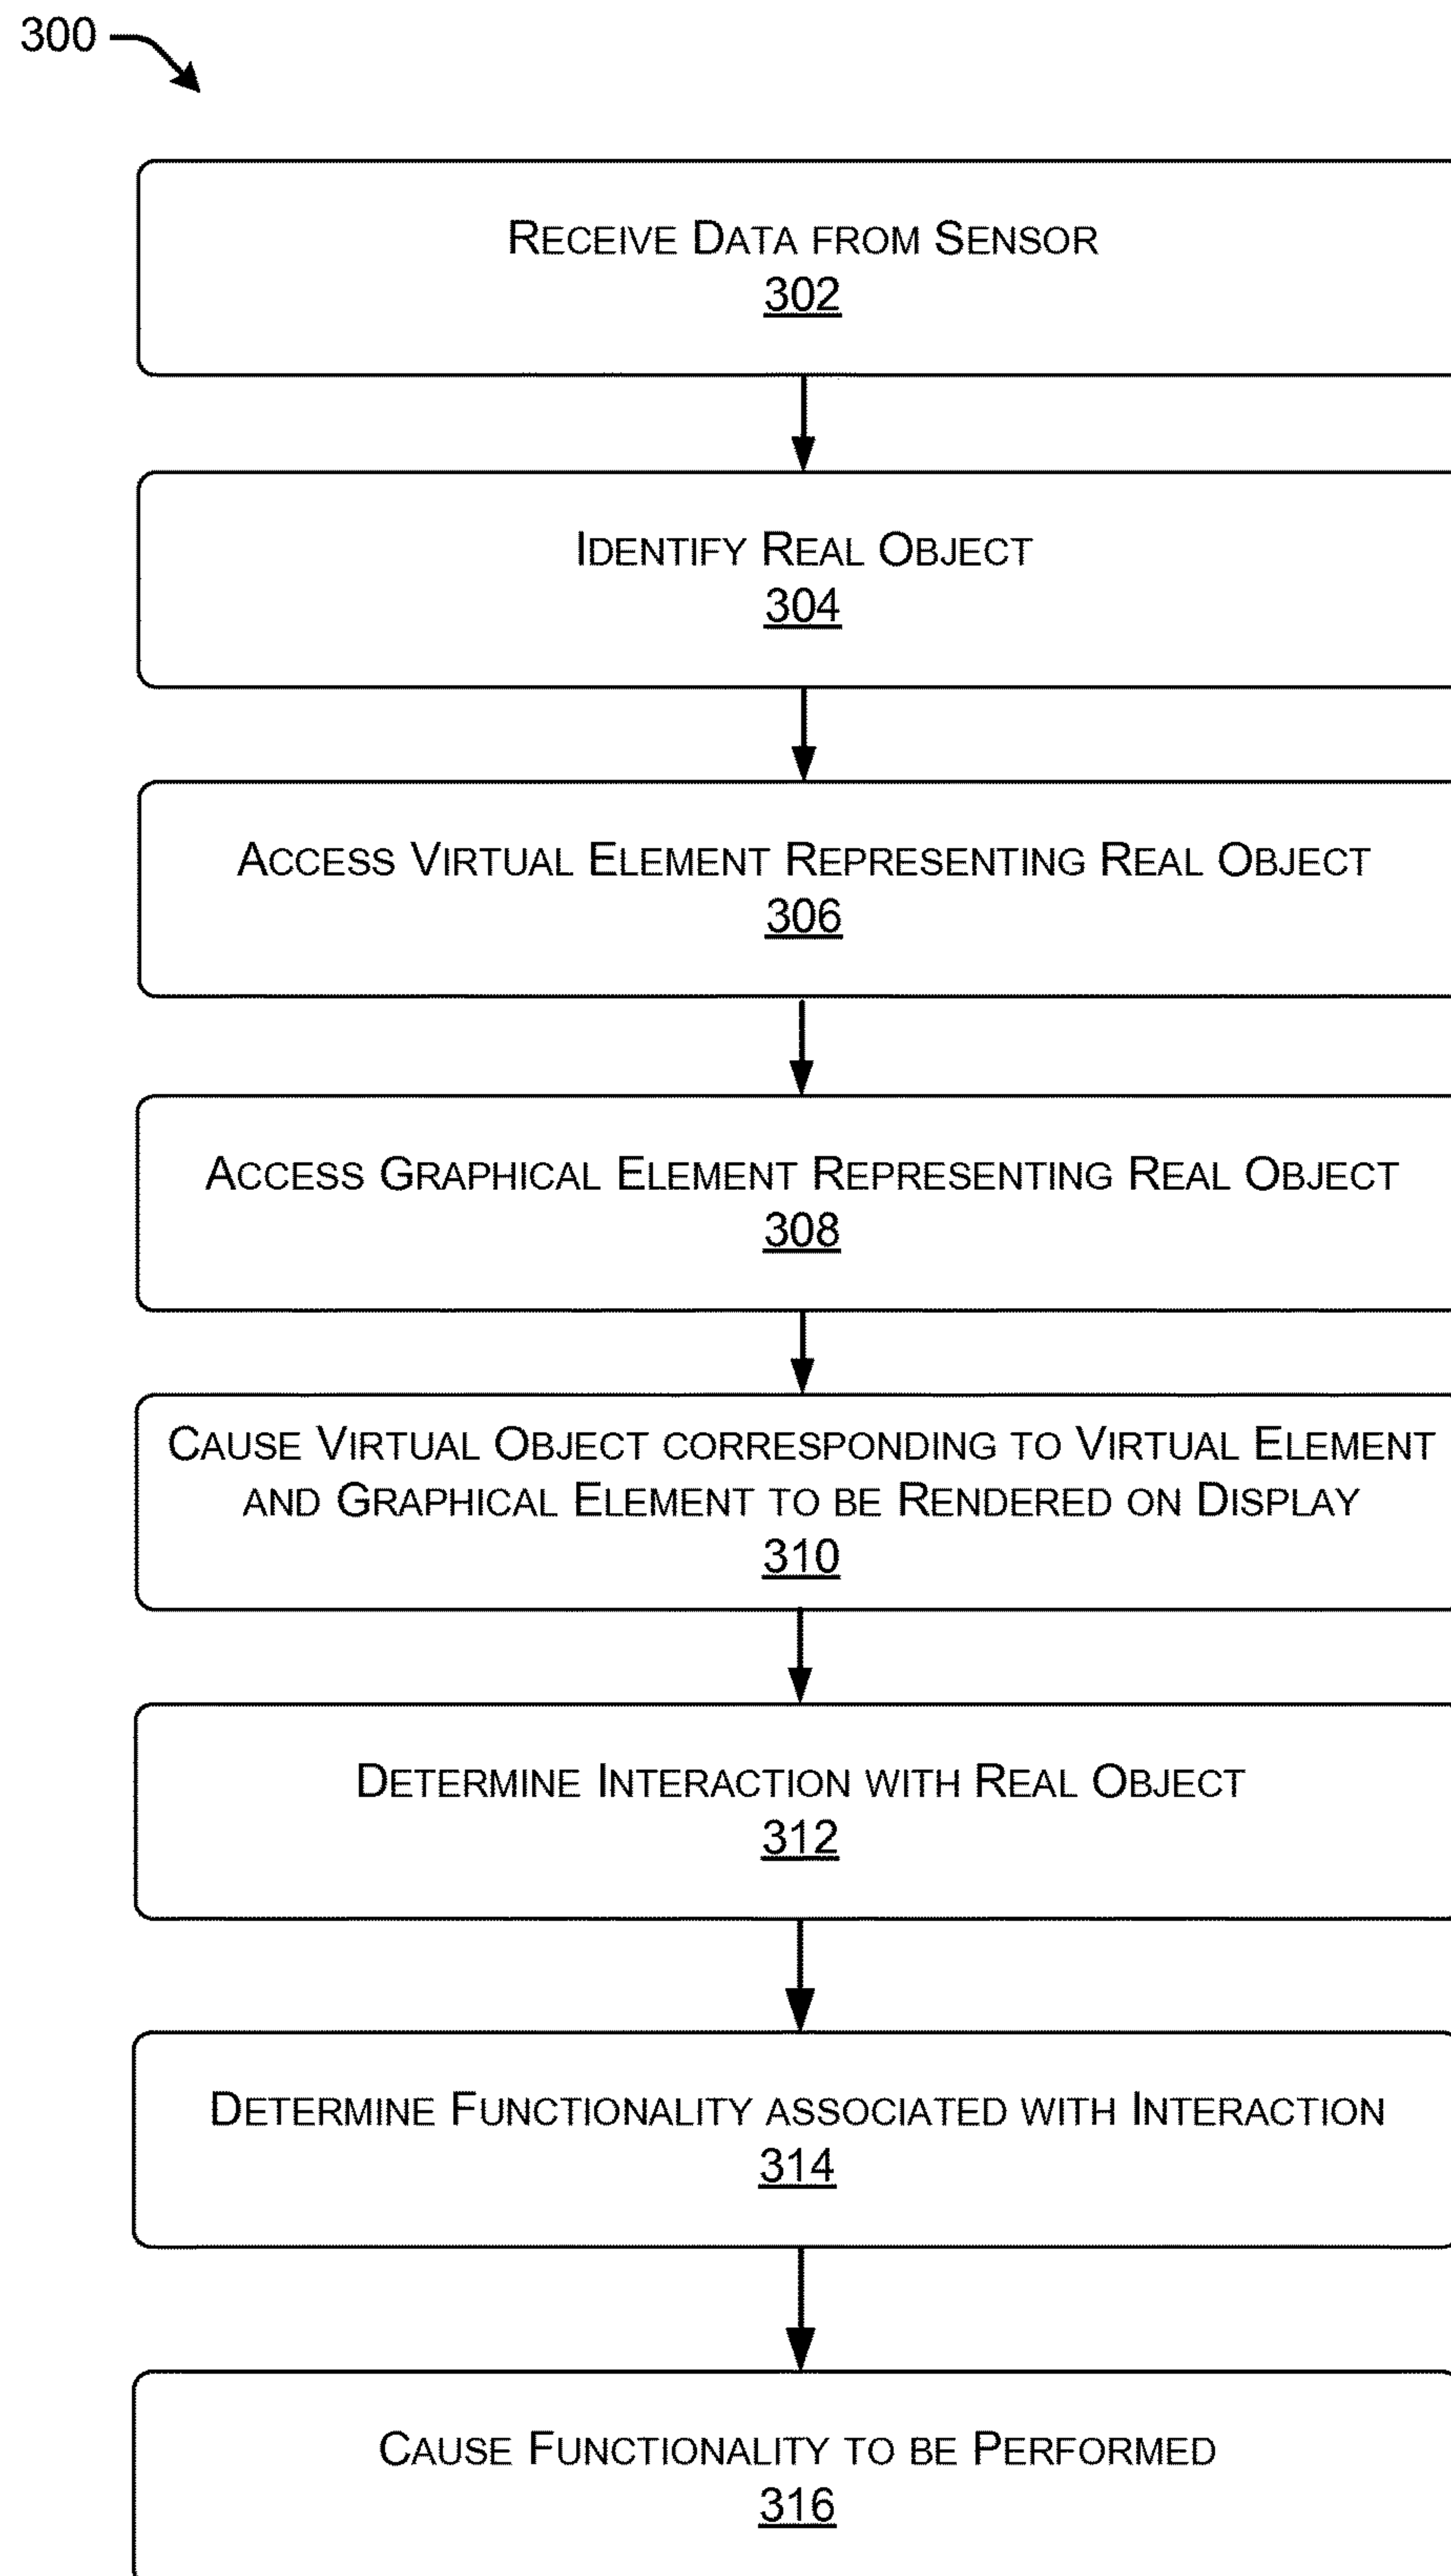 300
RECEIVE DATA FROM SENSOR
302
IDENTIFY REAL OBJECT
304
ACCESS VIRTUAL ELEMENT REPRESENTING REAL OBJECT
306
ACCESS GRAPHICAL ELEMENT REPRESENTING REAL OBJECT
308
CAUSE VIRTUAL OBJECT CORRESPONDING TO VIRTUAL ELEMENT
AND GRAPHICAL ELEMENT TO BE RENDERED ON DISPLAY
310
DETERMINE INTERACTION WITH REAL OBJECT
312
DETERMINE FUNCTIONALITY ASSOCIATED WITH INTERACTION
314
CAUSE FUNCTIONALITY TO BE PERFORMED
316